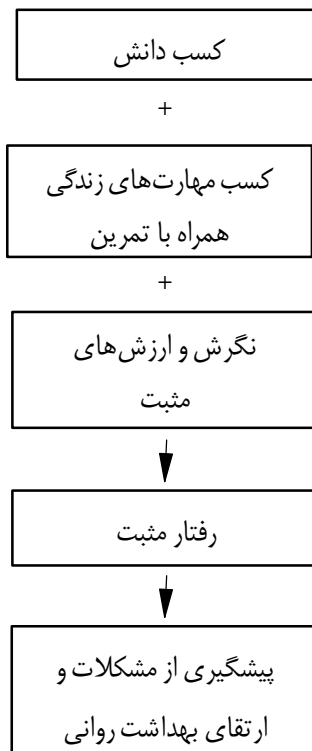 کسب دانش
+
کسب مهارت‌های زندگی
همراه با تمرین
+
نگرش و ارزش‌های
مثبت
رفتار مثبت
پیشگیری از مشکلات و
ارتقای بهداشت روانی